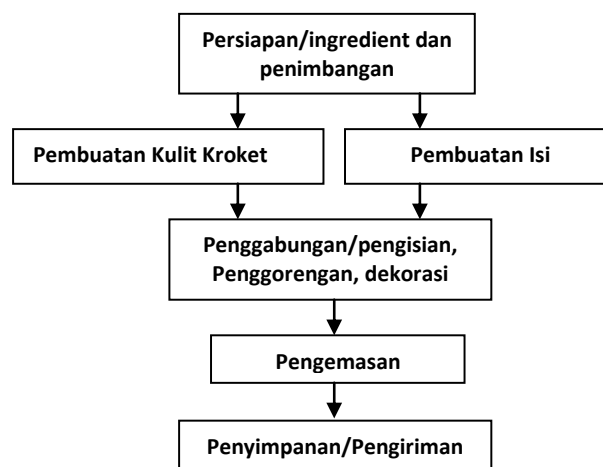 Persiapan/ingredient dan
penimbangan
Pembuatan Kulit Kroket
Pembuatan Isi
Penggabungan/pengisian,
Penggorengan, dekorasi
Pengemasan
Penyimpanan/Pengiriman